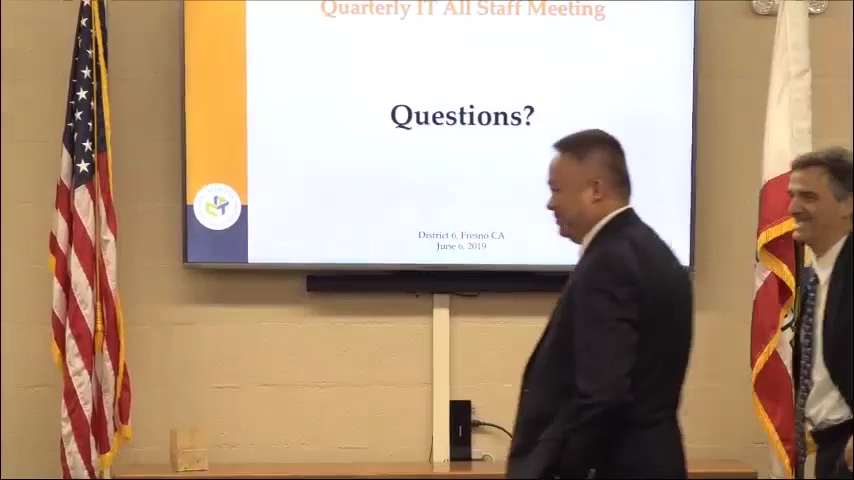 Quarterly IT All Staff Meeting
Questions?
District 6, Fresno CA
June 6, 2019